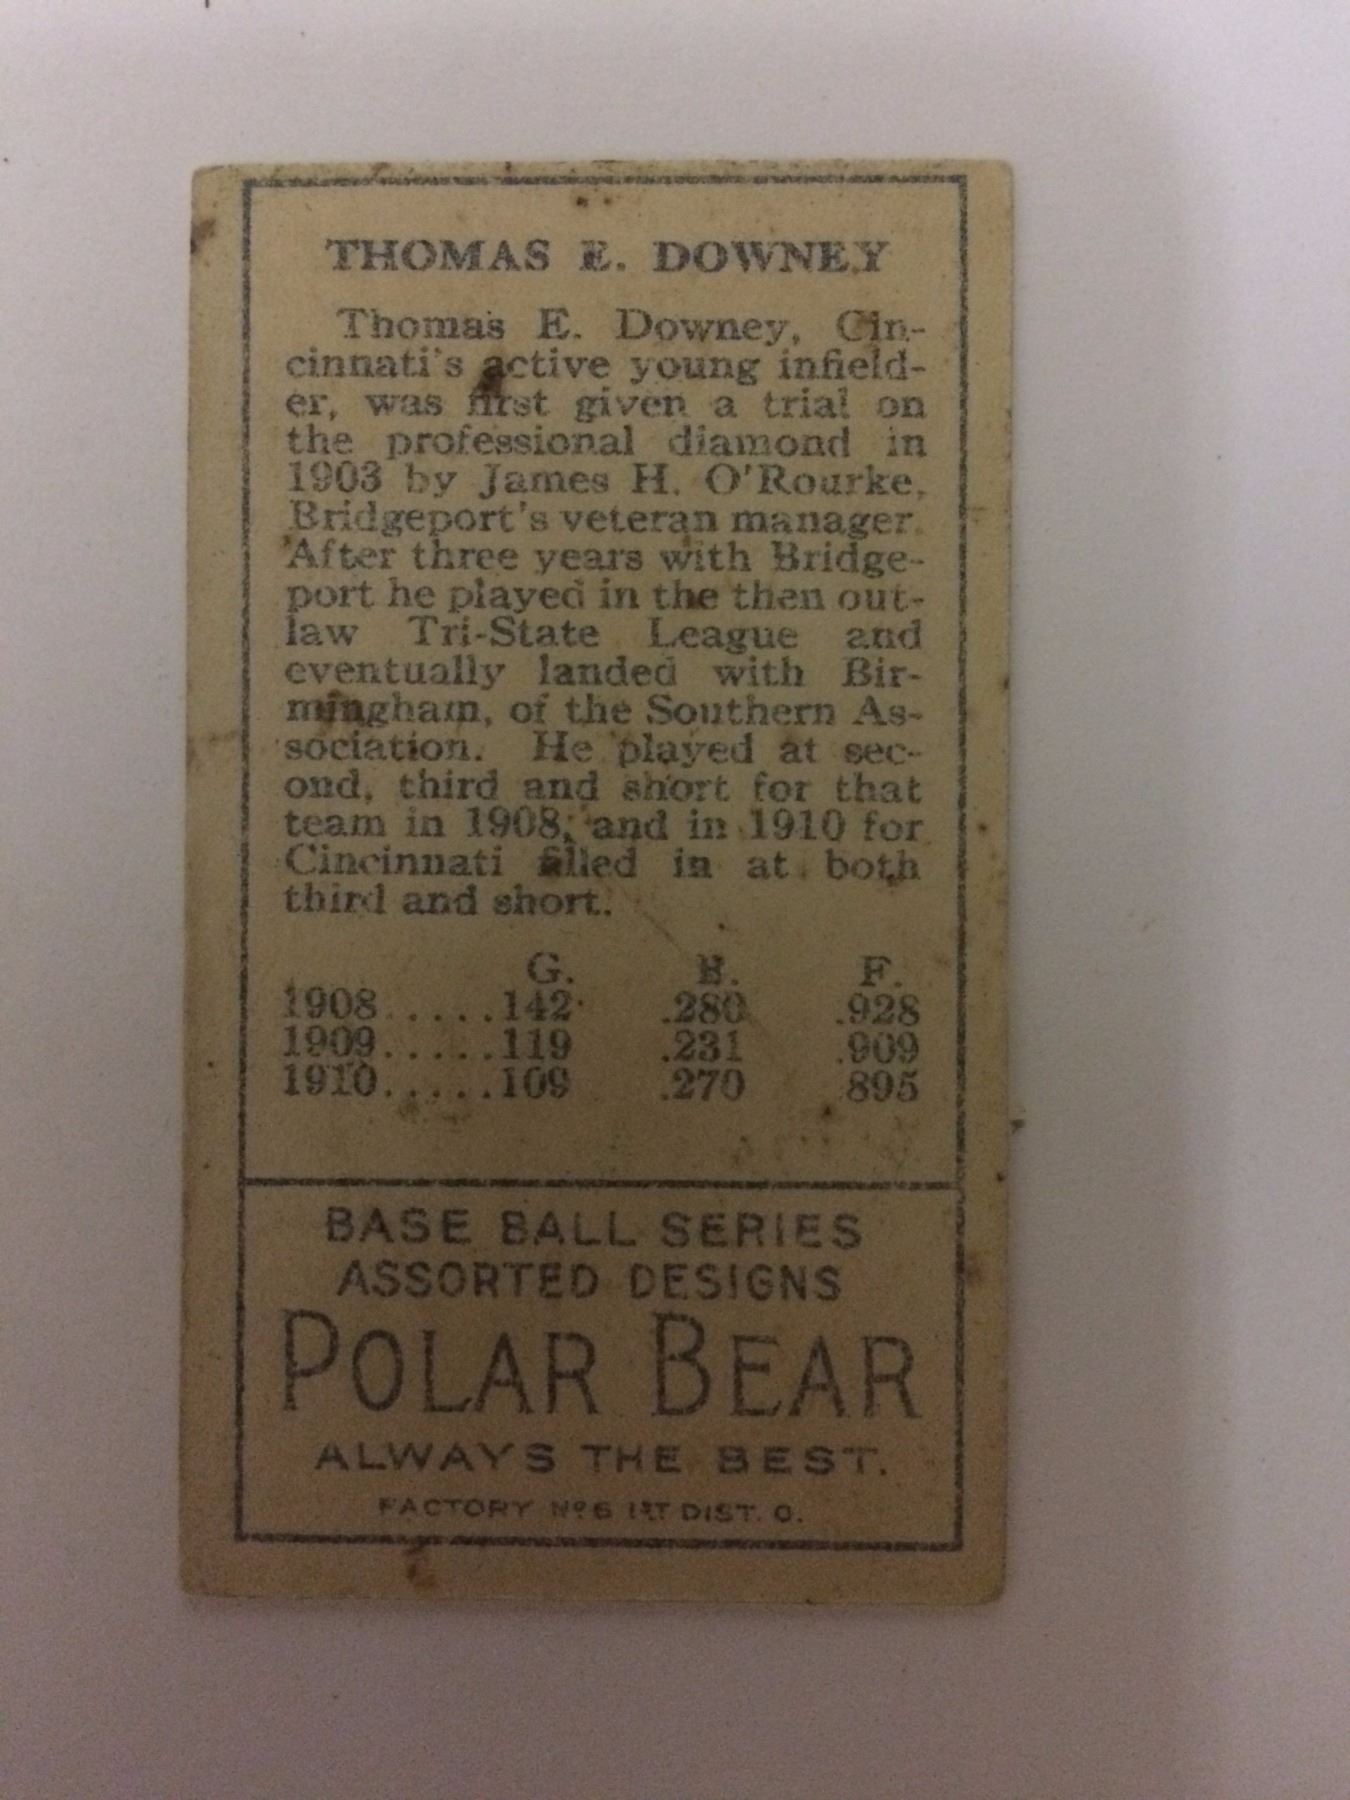 THOMAS E. DOWNEY
Thomas E. Downey, Cin-
cinnati's active young infield-
er, was first given a trial on
the professional diamond in
1903 by James H. O'Rourke,
Bridgeport's veteran manager.
After three years with Bridge-
port he played in the then out-
law Tri-State League and
eventually landed with Bir-
mingham, of the Southern As-
sociation. He played at sec-
ond, third and short for that
team in 1908, and in 1910 for
Cincinnati filled in at both
third and short.
G. B. F.
1908.....142 .280 .928
1909.....119 .231 .909
1910.....109 .270 895
BASE BALL SERIES
ASSORTED DESIGNS
POLAR BEAR
ALWAYS THE BEST.
FACTORY Nº 6 1ST DIST. O.